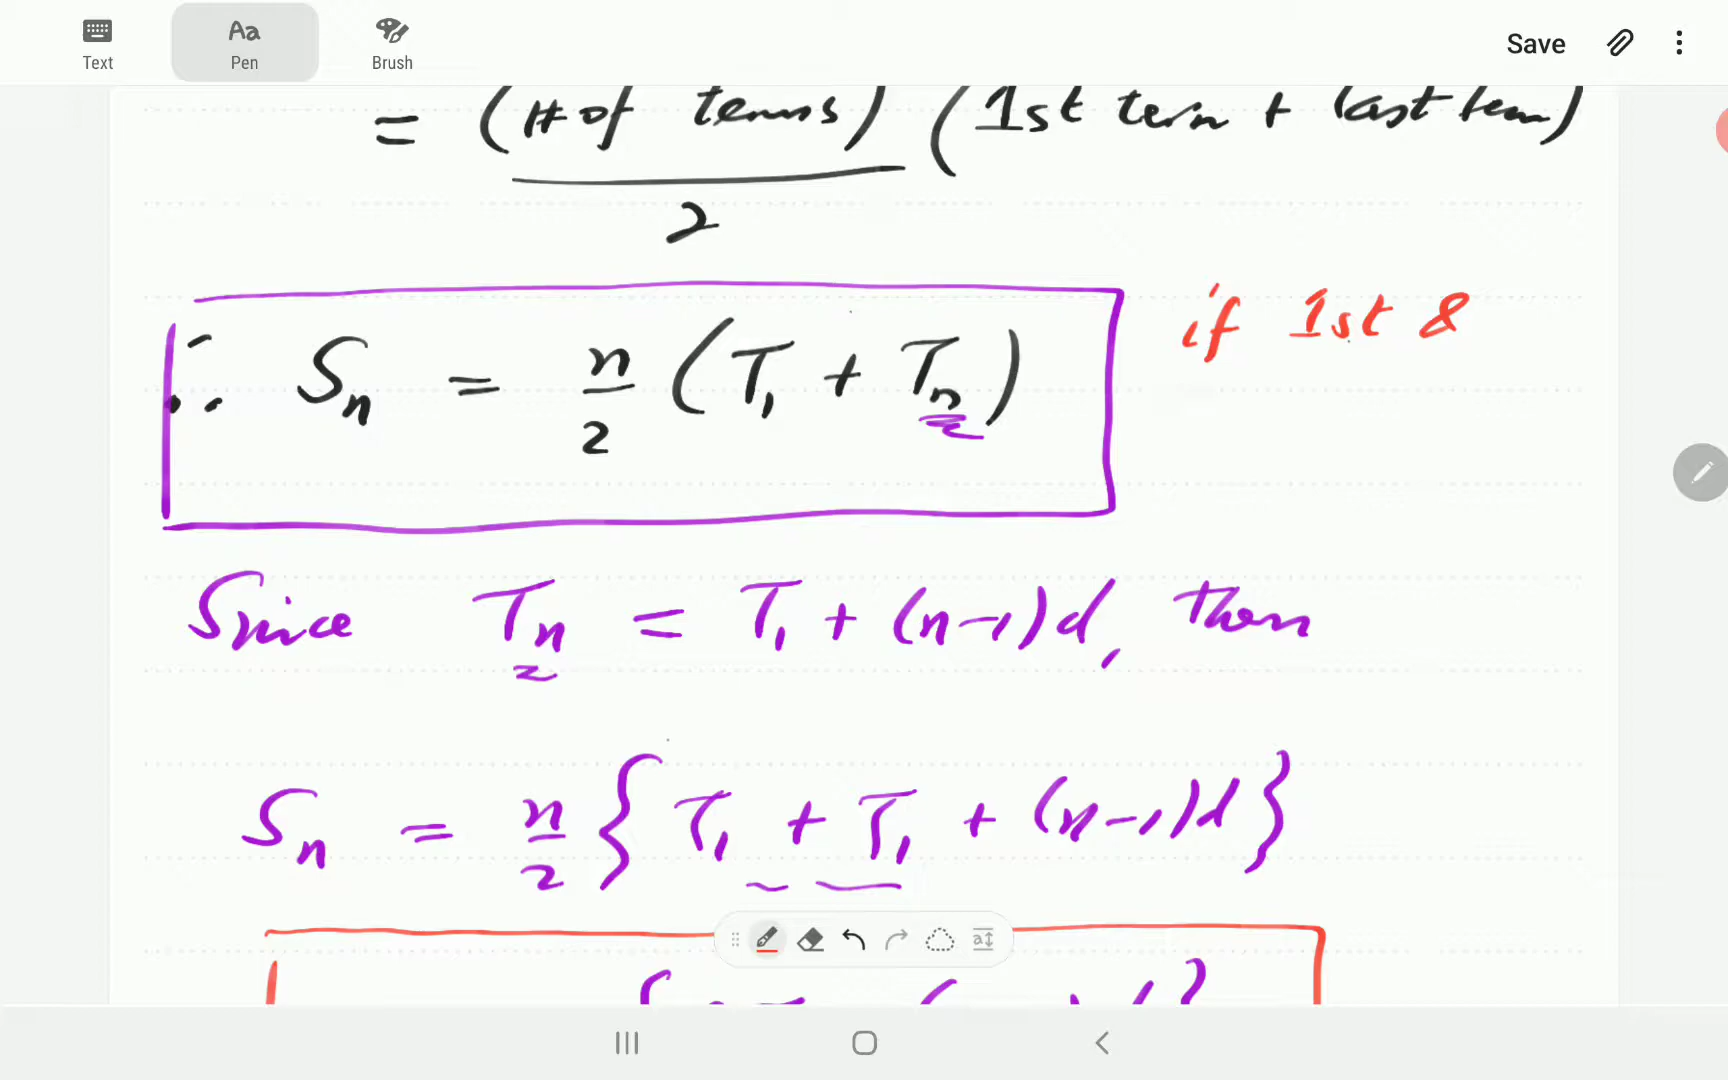 Text
Aa
Pen
Brush
Save
= (# of terms) (1st term + last term)
2
∴ Sn = n/2 (T1 + Tn)
if 1st &
Since Tn = T1 + (n-1)d, then
Sn = n/2 { T1 + T1 + (n-1)d }